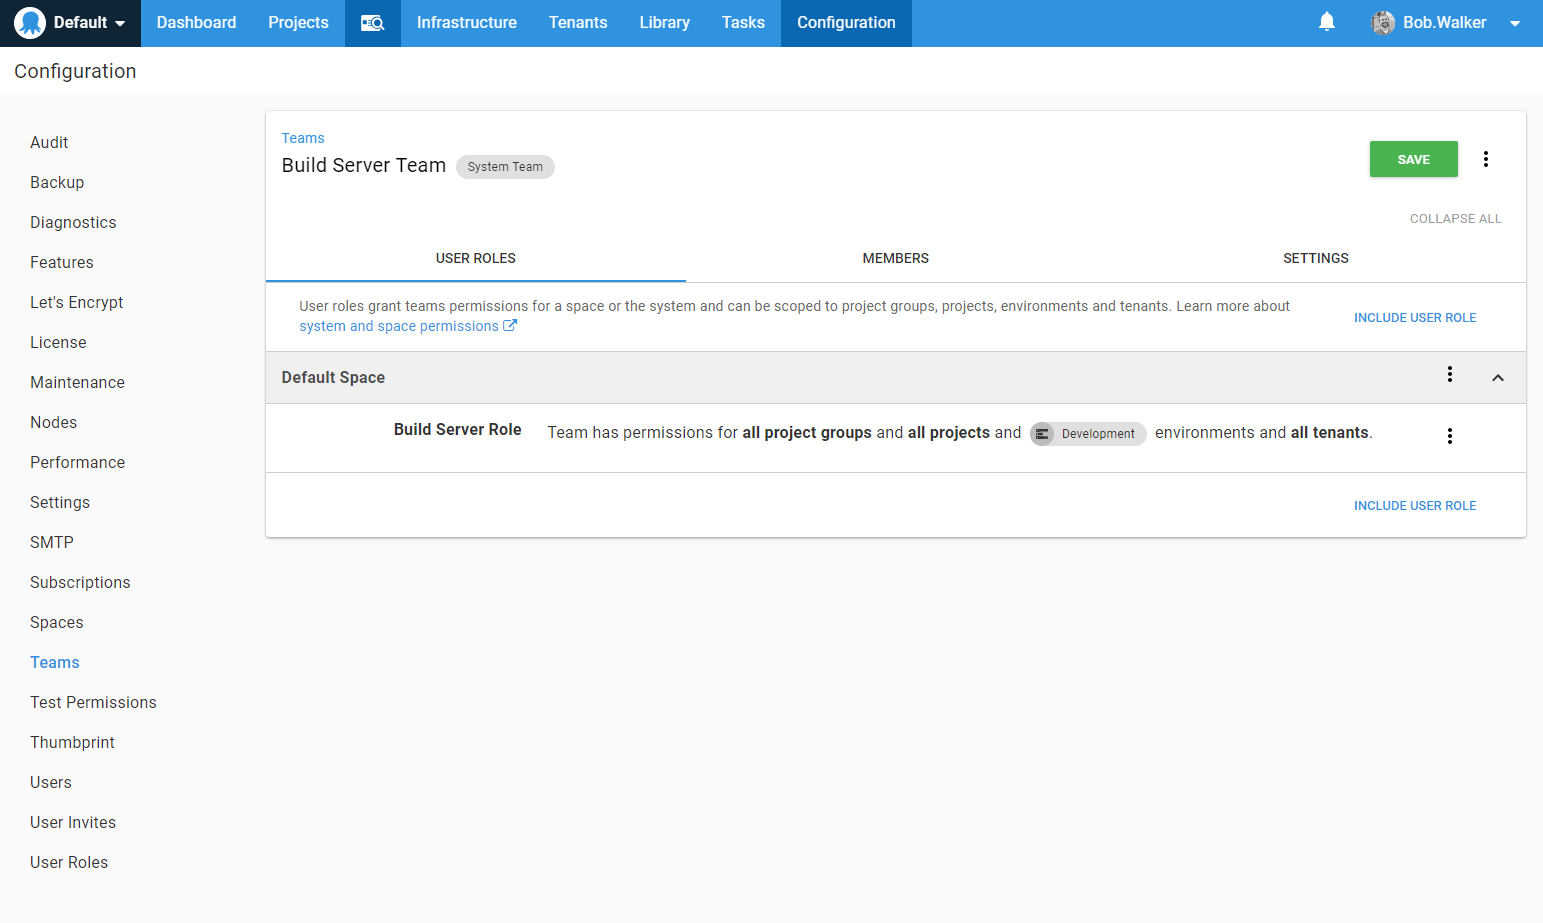 Default
Dashboard
Projects
Infrastructure
Tenants
Library
Tasks
Configuration
Bob.Walker
Configuration
Audit
Backup
Diagnostics
Features
Let's Encrypt
License
Maintenance
Nodes
Performance
Settings
SMTP
Subscriptions
Spaces
Teams
Test Permissions
Thumbprint
Users
User Invites
User Roles
Teams
Build Server Team
System Team
SAVE
COLLAPSE ALL
USER ROLES
MEMBERS
SETTINGS
User roles grant teams permissions for a space or the system and can be scoped to project groups, projects, environments and tenants. Learn more about
system and space permissions
INCLUDE USER ROLE
Default Space
Build Server Role
Team has permissions for all project groups and all projects and Development environments and all tenants.
INCLUDE USER ROLE